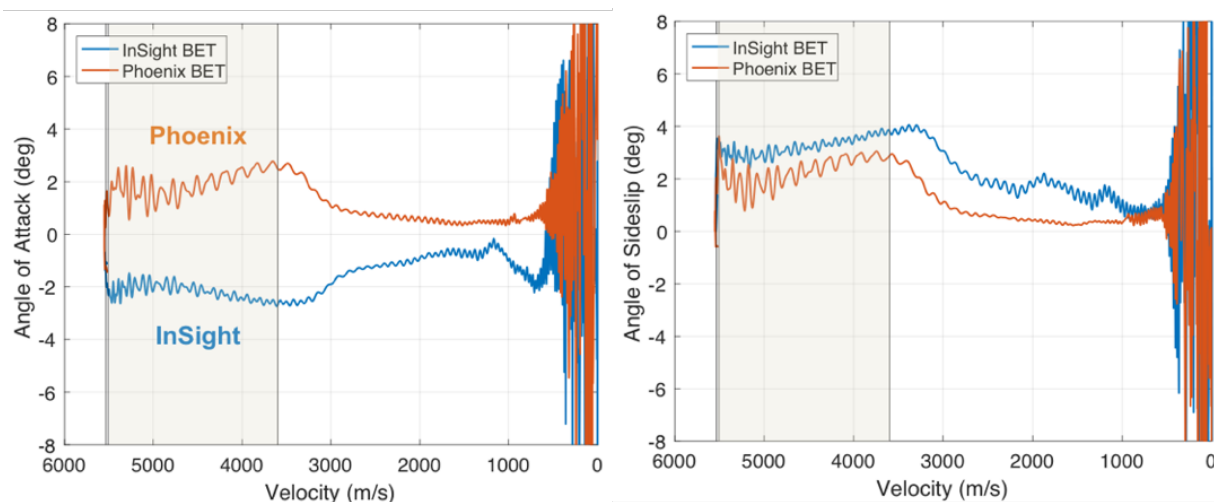 8
6
4
2
0
-2
-4
-6
-8
Angle of Attack (deg)
InSight BET
Phoenix BET
Phoenix
InSight
6000 5000 4000 3000 2000 1000 0
Velocity (m/s)
8
6
4
2
0
-2
-4
-6
-8
Angle of Sideslip (deg)
InSight BET
Phoenix BET
6000 5000 4000 3000 2000 1000 0
Velocity (m/s)